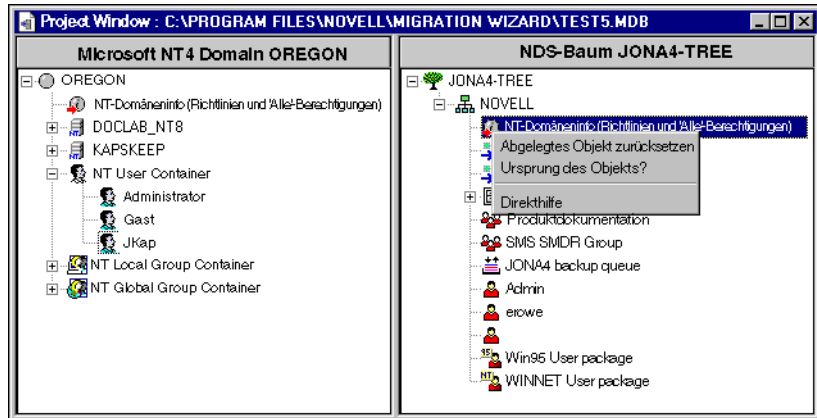 Project Window : C:\PROGRAM FILES\NOVELL\MIGRATION WIZARD\TEST5.MDB
Microsoft NT4 Domain OREGON
OREGON
NT-Domäneninfo (Richtlinien und 'Alle'-Berechtigungen)
DOCLAB_NT8
KAPSKEEP
NT User Container
Administrator
Gast
JKap
NT Local Group Container
NT Global Group Container
NDS-Baum JONA4-TREE
JONA4-TREE
NOVELL
NT-Domäneninfo (Richtlinien und 'Alle'-Berechtigungen)
Abgelegtes Objekt zurücksetzen
Ursprung des Objekts?
Direkthilfe
Produktdokumentation
SMS SMDR Group
JONA4 backup queue
Admin
erowe
Win95 User package
WINNET User package